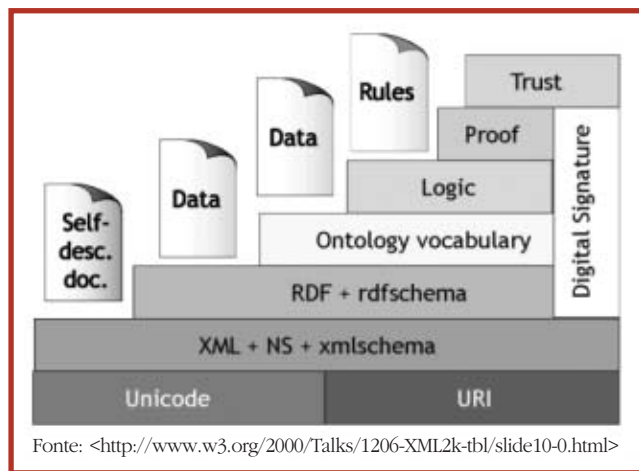 Trust
Rules
Proof
Data
Logic
Data
Digital Signature
Self-
desc.
doc.
Ontology vocabulary
RDF + rdfschema
XML + NS + xmlschema
Unicode
URI
Fonte: <http://www.w3.org/2000/Talks/1206-XML2k-tbl/slide10-0.html>